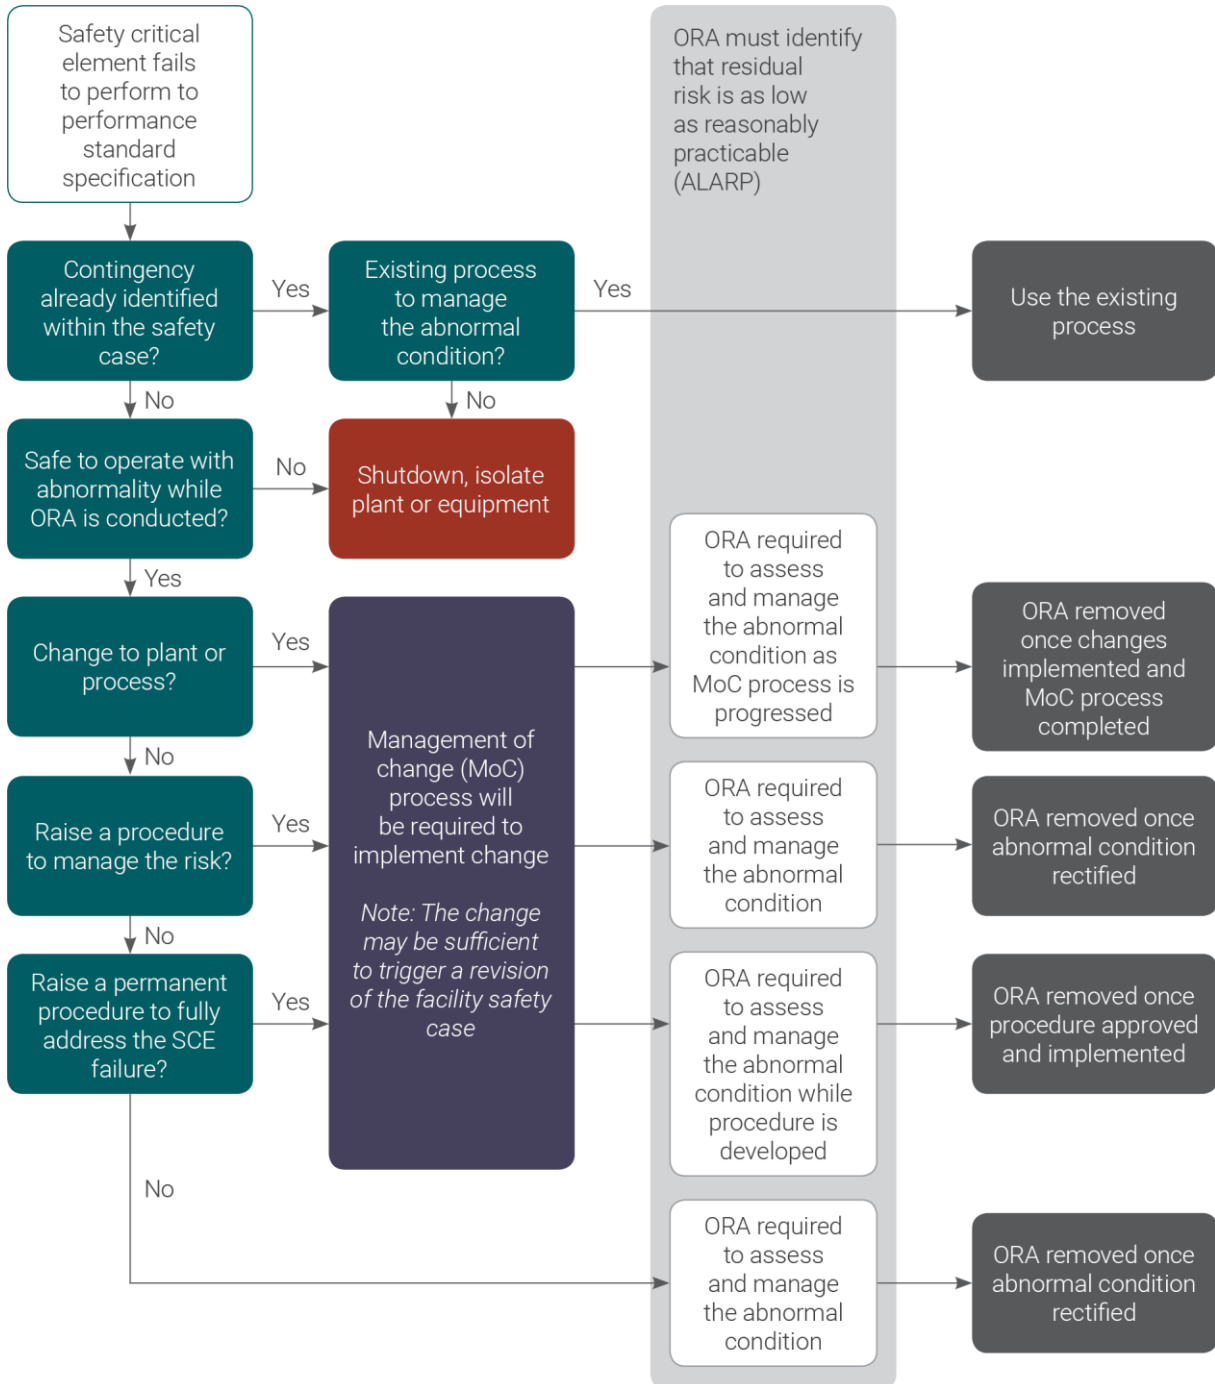 Safety critical
element fails
to perform to
performance
standard
specification
ORA must identify
that residual
risk is as low
as reasonably
practicable
(ALARP)
Contingency
already identified
within the safety
case?
Yes
Existing process
to manage
the abnormal
condition?
Yes
Use the existing
process
No
No
Safe to operate with
abnormality while
ORA is conducted?
No
Shutdown, isolate
plant or equipment
Yes
Change to plant or
process?
Yes
Management of
change (MoC)
process will
be required to
implement change
Note: The change
may be sufficient
to trigger a revision
of the facility safety
case
ORA required
to assess
and manage
the abnormal
condition as
MoC process is
progressed
ORA removed
once changes
implemented and
MoC process
completed
No
Raise a procedure
to manage the risk?
Yes
ORA required
to assess
and manage
the abnormal
condition
ORA removed once
abnormal condition
rectified
No
Raise a permanent
procedure to fully
address the SCE
failure?
Yes
ORA required
to assess
and manage
the abnormal
condition while
procedure is
developed
ORA removed once
procedure approved
and implemented
No
ORA required
to assess
and manage
the abnormal
condition
ORA removed once
abnormal condition
rectified